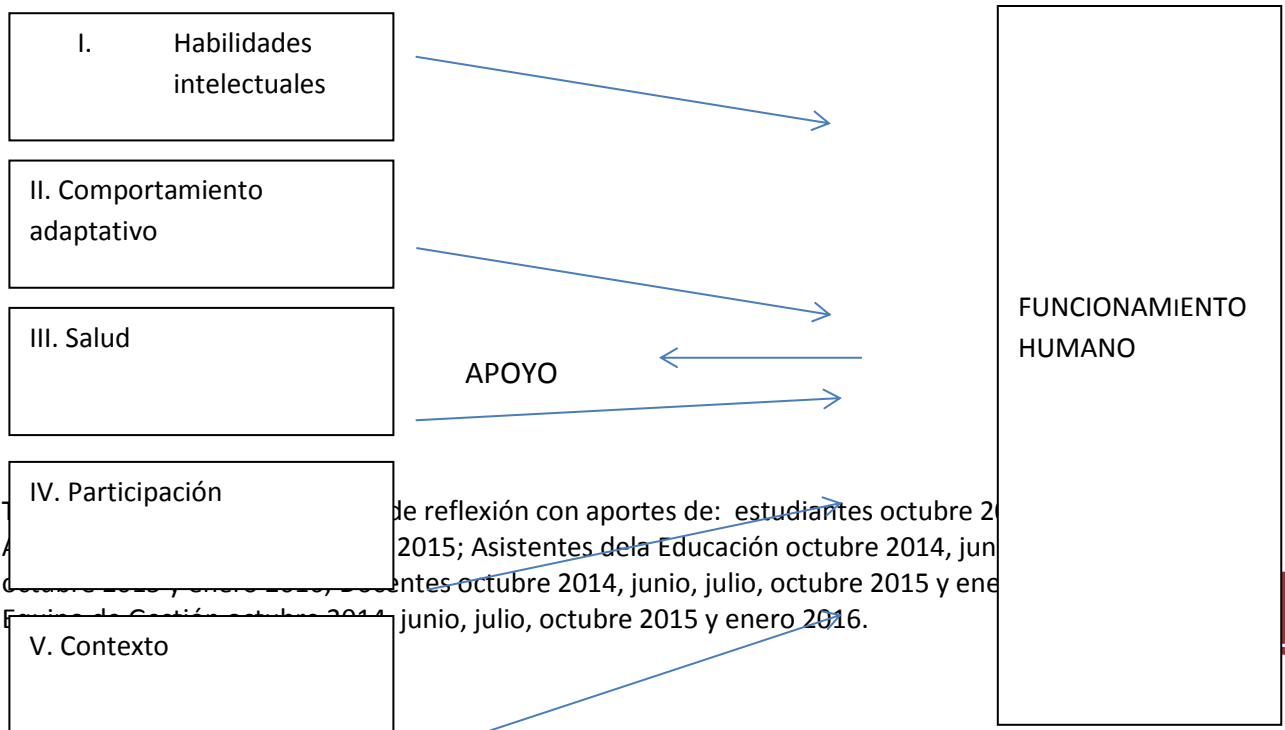 I. Habilidades
intelectuales
II. Comportamiento
adaptativo
III. Salud
APOYO
IV. Participación
V. Contexto
FUNCIONAMIENTO
HUMANO
de reflexión con aportes de: estudiantes octubre
2015; Asistentes dela Educación octubre 2014, jun
octubre 2014, junio, julio, octubre 2015 y ene
junio, julio, octubre 2015 y enero 2016.